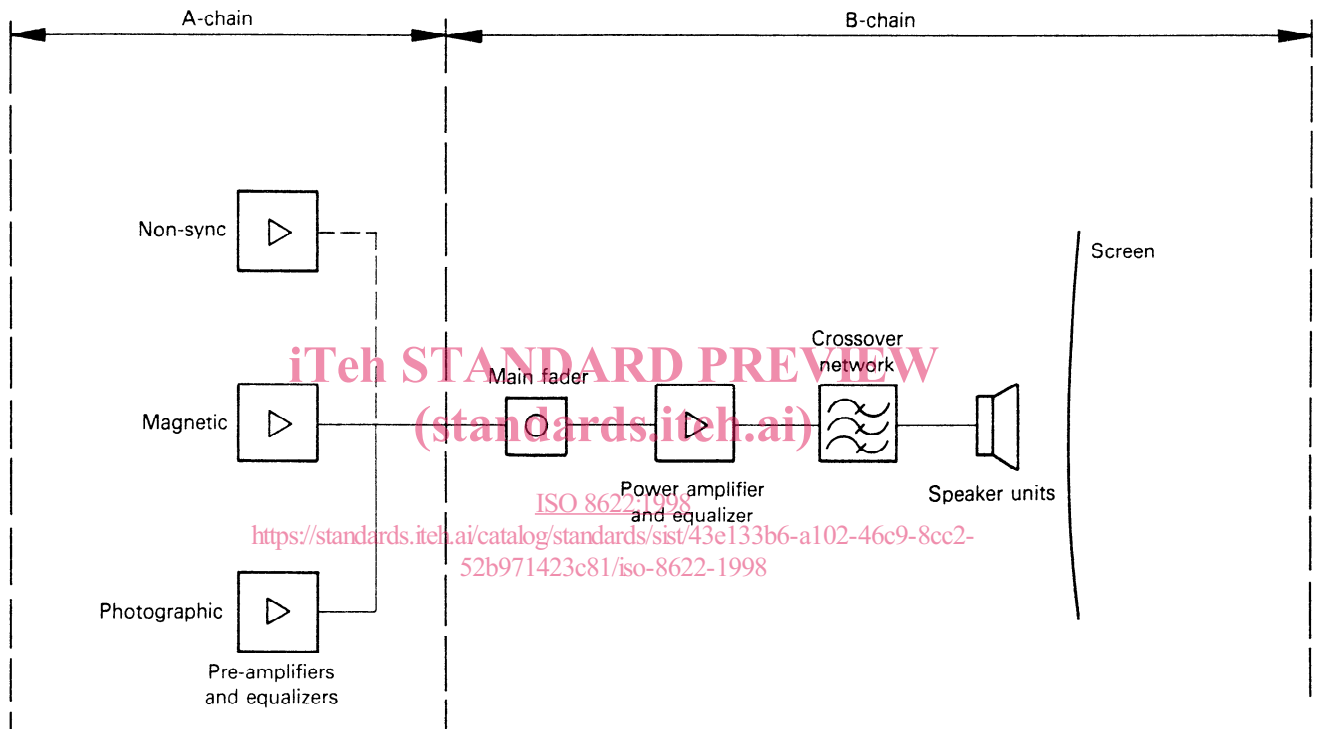 A-chain
B-chain
Non-sync
Screen
Crossover
network
iTeh STANDARD PREVIEW
Main fader
Magnetic
(standards.iteh.ai)
Power amplifier
and equalizer
Speaker units
ISO 8622:1998
https://standards.iteh.ai/catalog/standards/sist/43e133b6-a102-46c9-8cc2-
52b971423c81/iso-8622-1998
Photographic
Pre-amplifiers
and equalizers